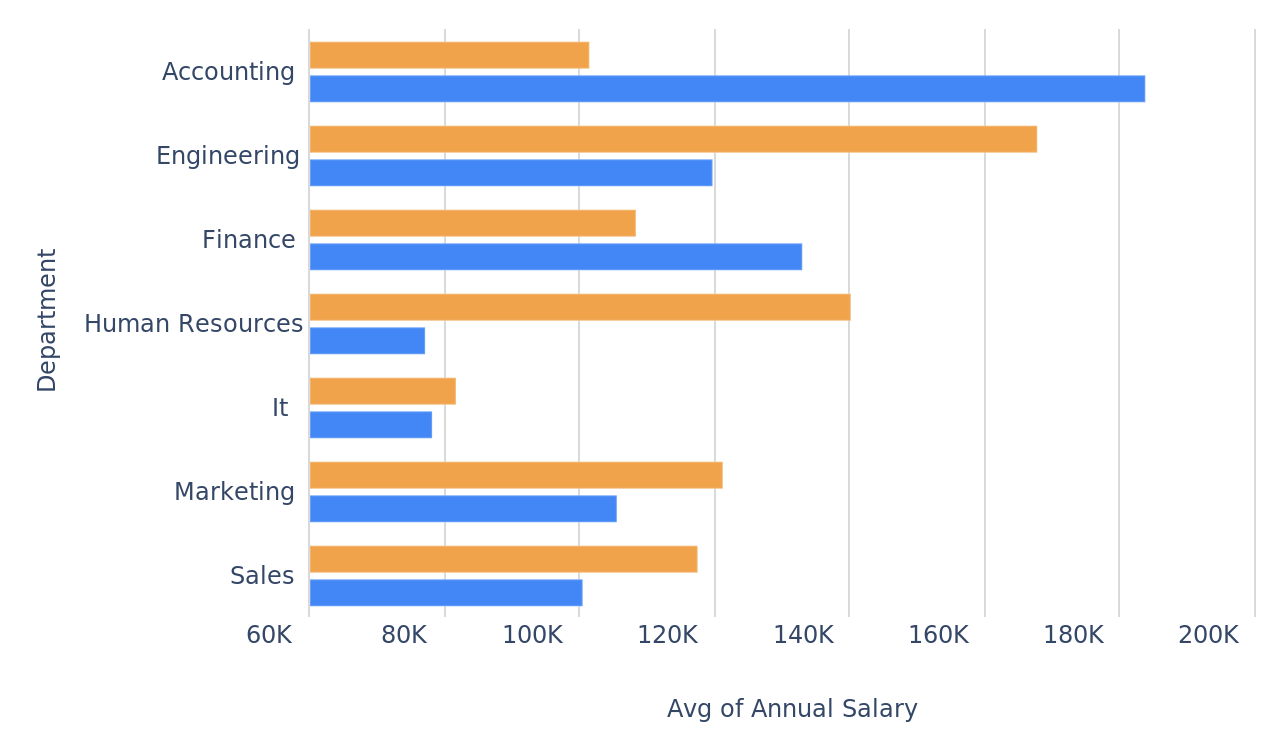 Accounting
Engineering
Finance
Human Resources
It
Marketing
Sales
Department
60K 80K 100K 120K 140K 160K 180K 200K
Avg of Annual Salary